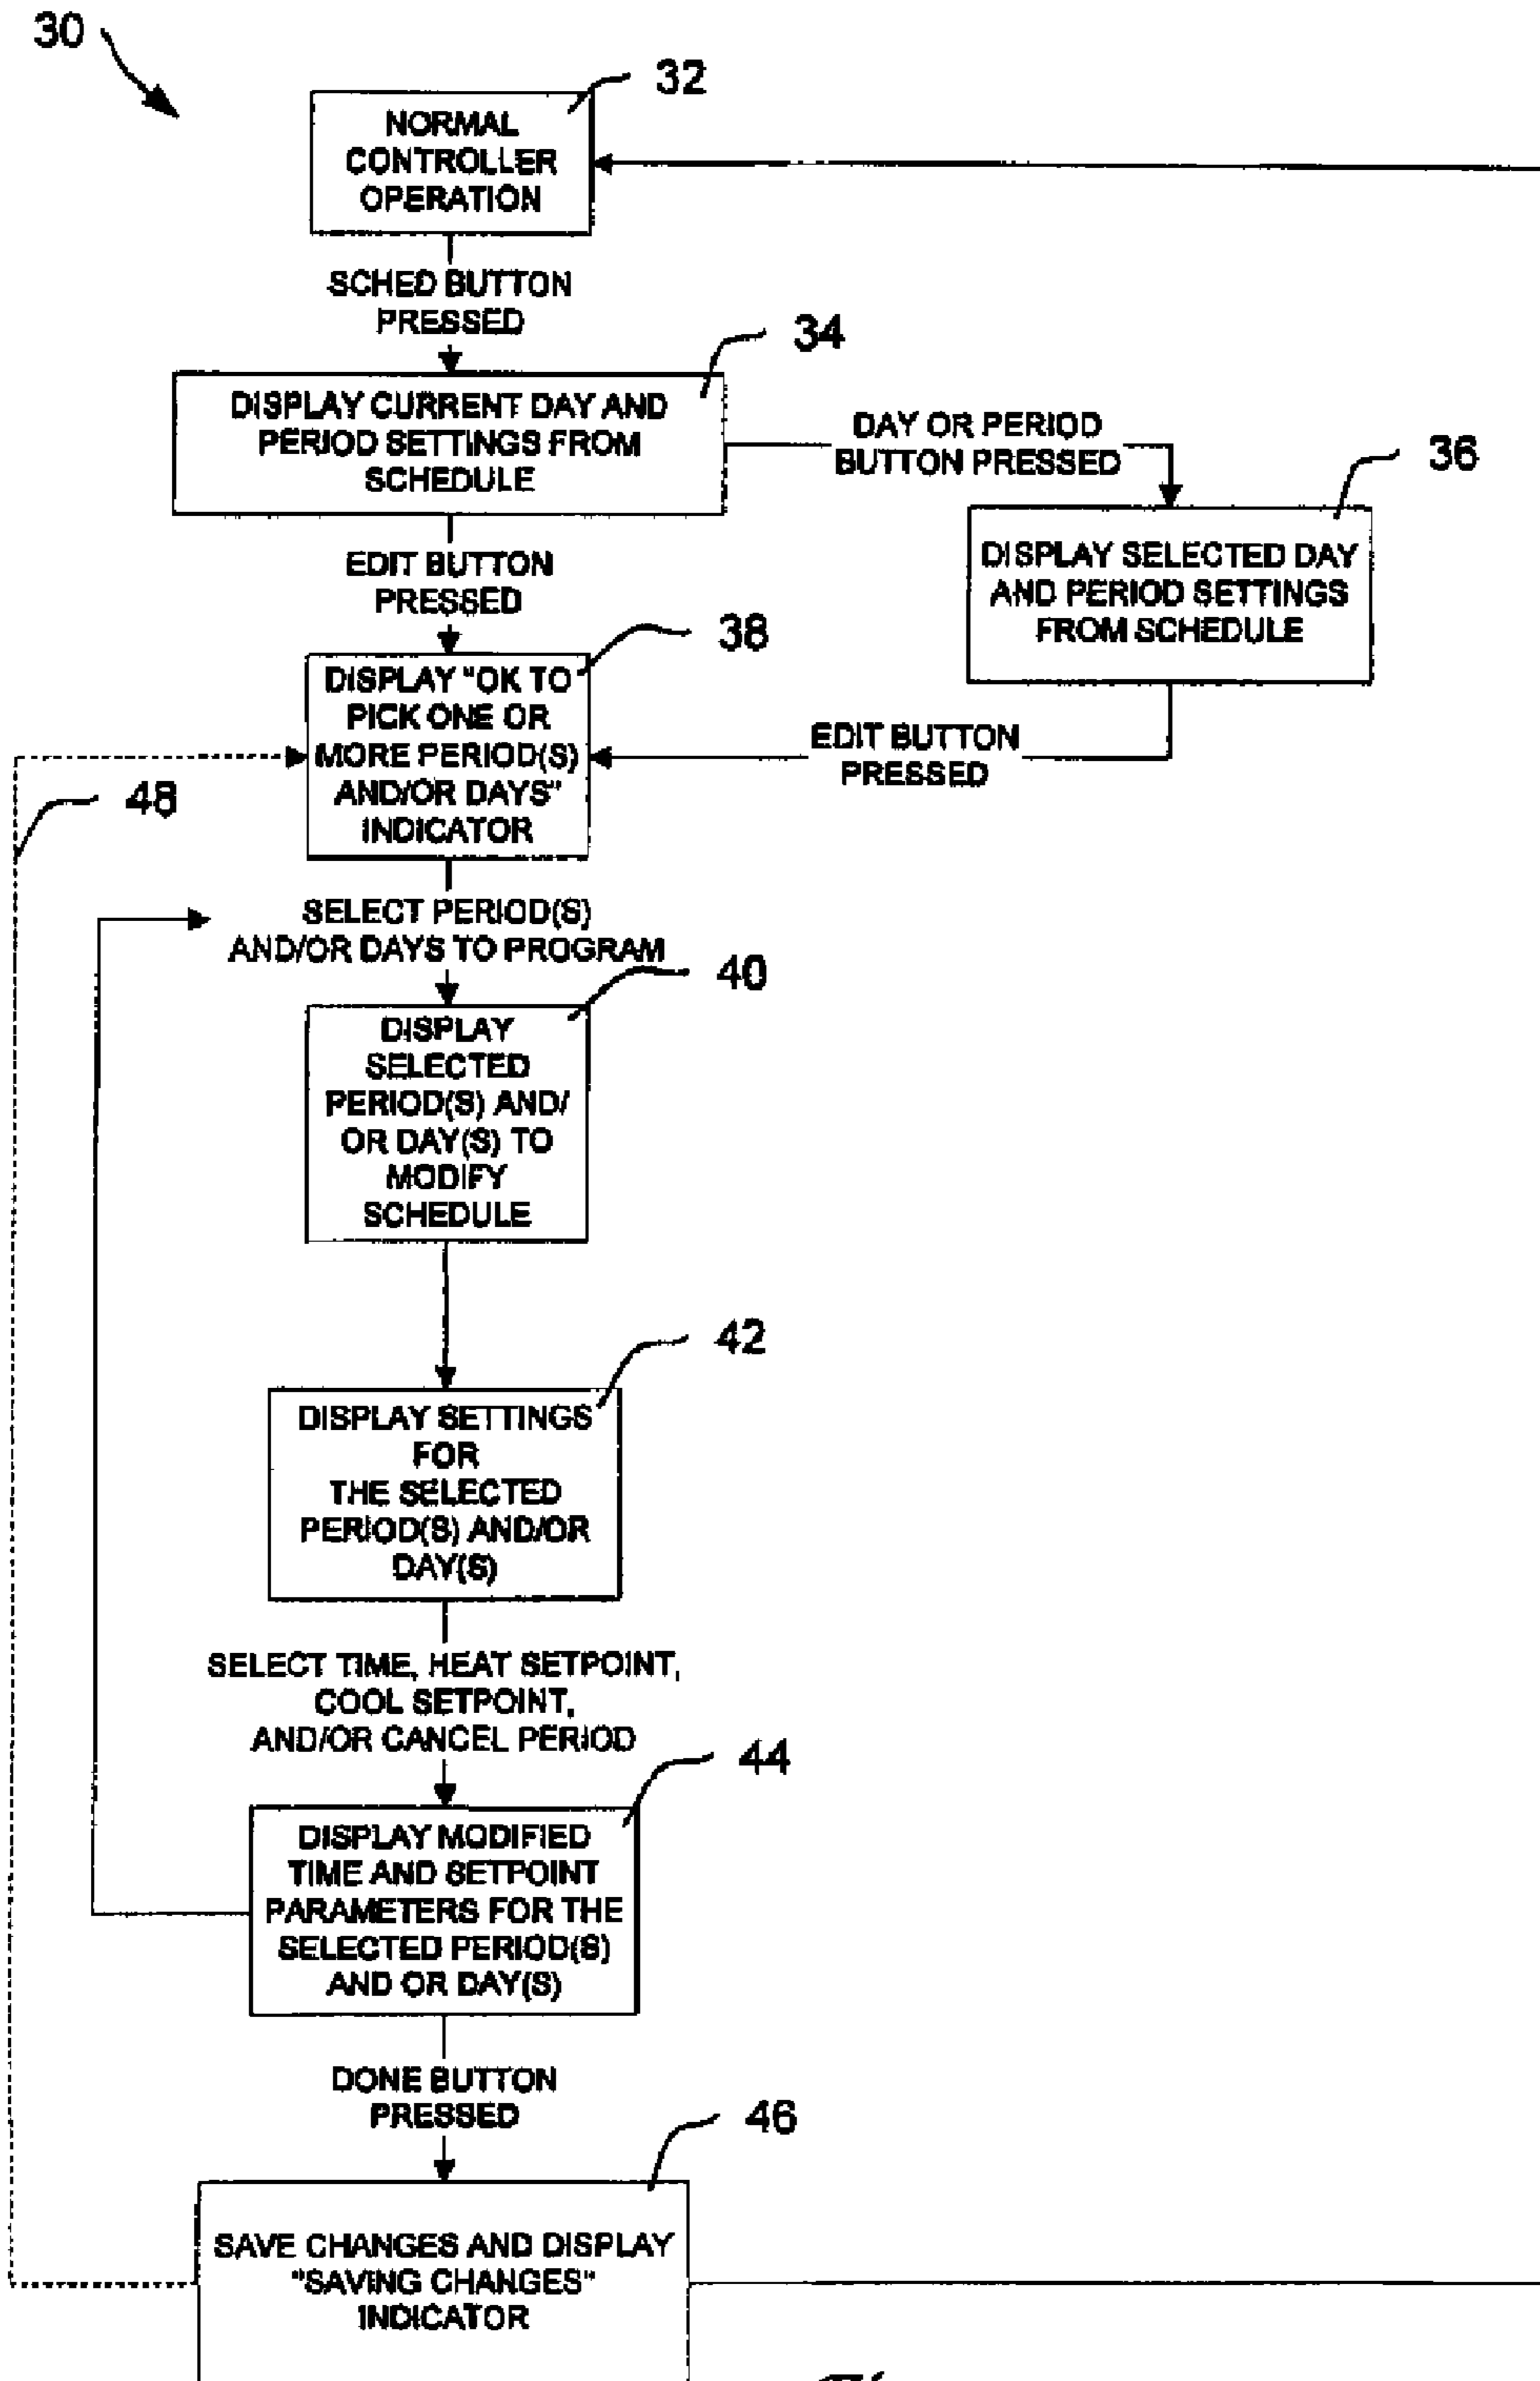 30
32
NORMAL
CONTROLLER
OPERATION
SCHED BUTTON
PRESSED
34
DISPLAY CURRENT DAY AND
PERIOD SETTINGS FROM
SCHEDULE
DAY OR PERIOD
BUTTON PRESSED
36
DISPLAY SELECTED DAY
AND PERIOD SETTINGS
FROM SCHEDULE
EDIT BUTTON
PRESSED
38
DISPLAY "OK TO
PICK ONE OR
MORE PERIOD(S)
AND/OR DAYS"
INDICATOR
EDIT BUTTON
PRESSED
48
SELECT PERIOD(S)
AND/OR DAYS TO PROGRAM
40
DISPLAY
SELECTED
PERIOD(S) AND/
OR DAY(S) TO
MODIFY
SCHEDULE
42
DISPLAY SETTINGS
FOR
THE SELECTED
PERIOD(S) AND/OR
DAY(S)
SELECT TIME, HEAT SETPOINT,
COOL SETPOINT,
AND/OR CANCEL PERIOD
44
DISPLAY MODIFIED
TIME AND SETPOINT
PARAMETERS FOR THE
SELECTED PERIOD(S)
AND OR DAY(S)
DONE BUTTON
PRESSED
46
SAVE CHANGES AND DISPLAY
"SAVING CHANGES"
INDICATOR